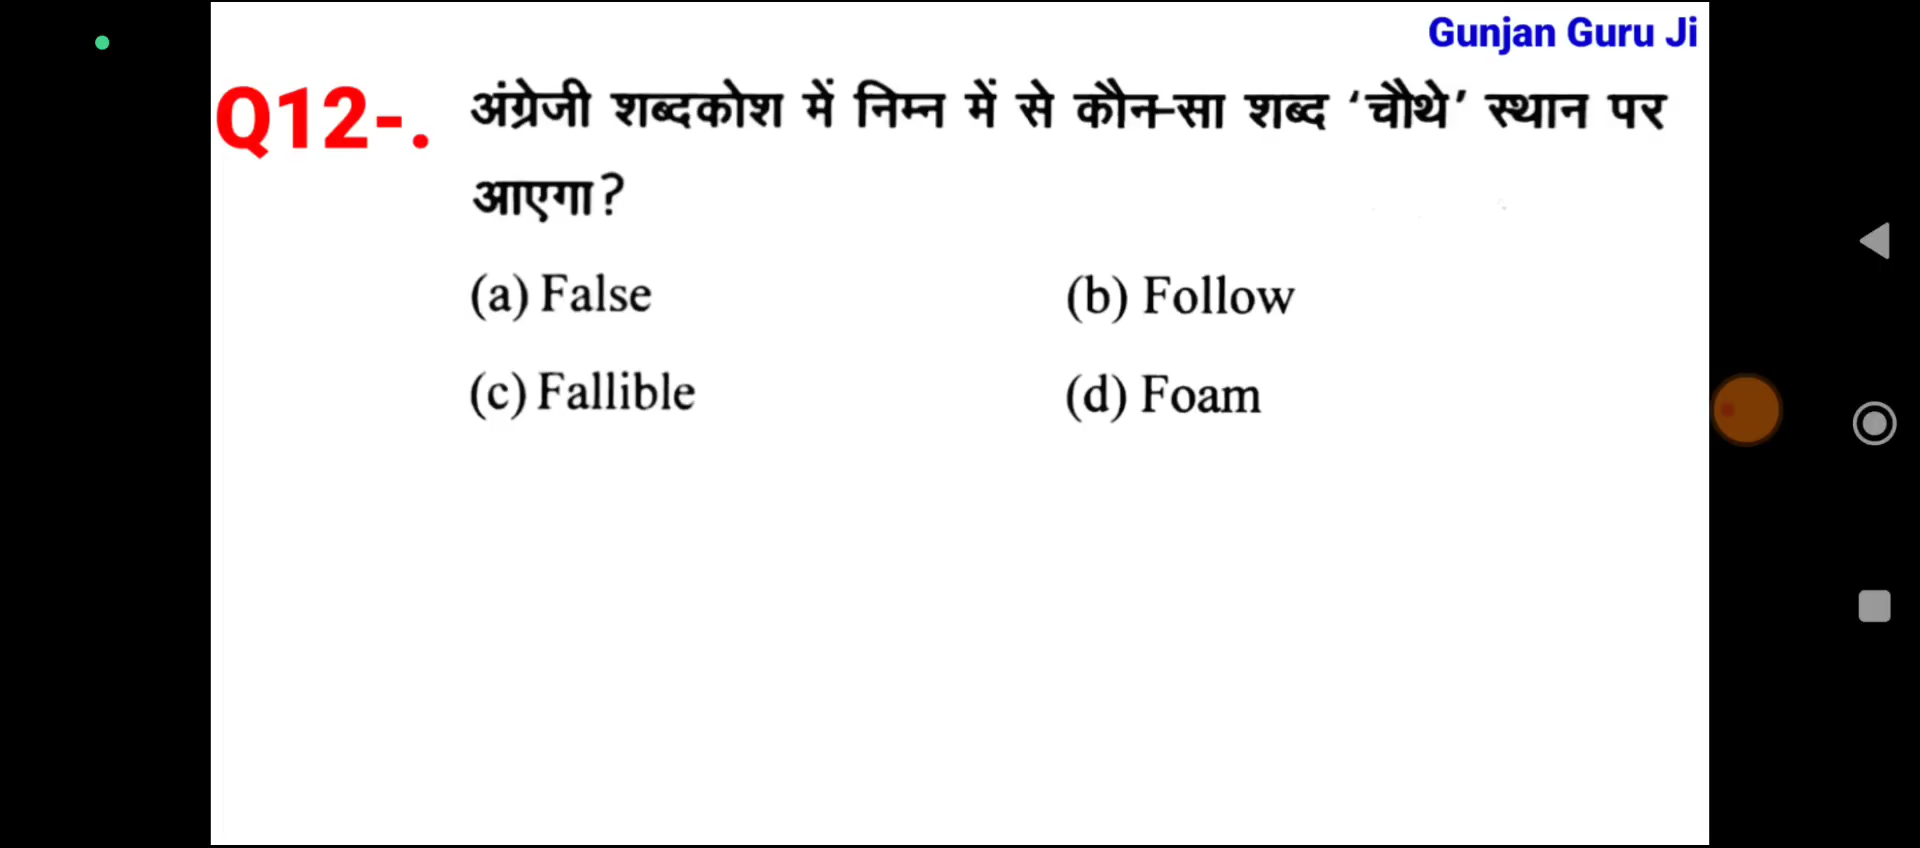 Gunjan Guru Ji
Q12-. अंग्रेजी शब्दकोश में निम्न में से कौन-सा शब्द ‘चौथे’ स्थान पर
आएगा?
(a) False (b) Follow
(c) Fallible (d) Foam